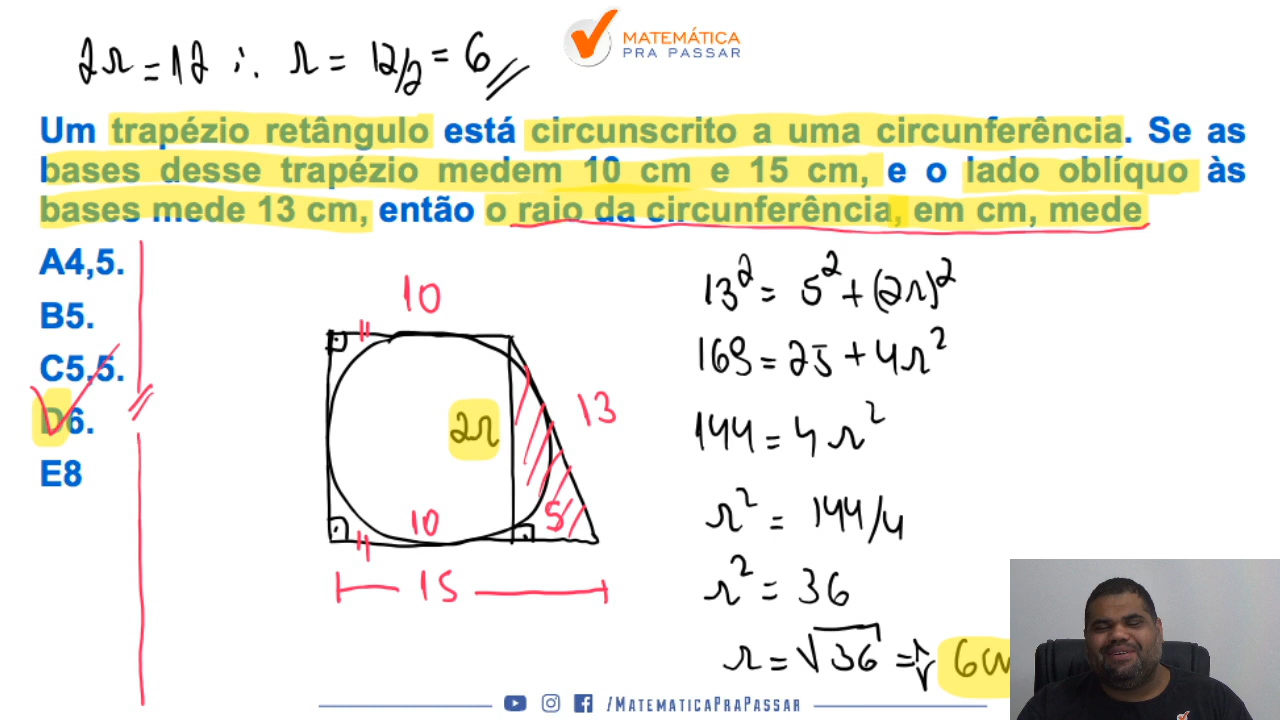 2r = 12 ∴ r = 12/2 = 6
MATEMÁTICA
PRA PASSAR
Um trapézio retângulo está circunscrito a uma circunferência. Se as
bases desse trapézio medem 10 cm e 15 cm, e o lado oblíquo às
bases mede 13 cm, então o raio da circunferência, em cm, mede
A4,5.
B5.
C5,5.
D6.
E8
10
13
2r
10
5
15
13² = 5² + (2r)²
169 = 25 + 4r²
144 = 4r²
r² = 144/4
r² = 36
r = √36 = 6cm
/MATEMATICAPRAPASSAR